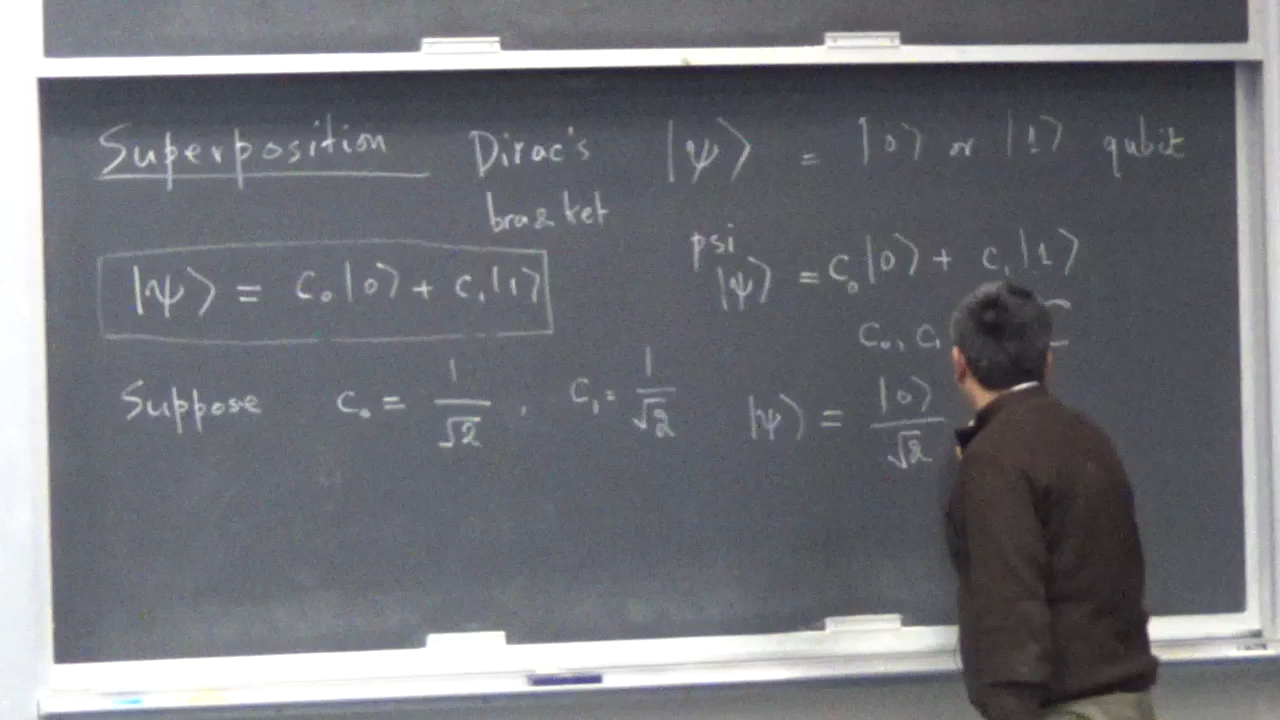 Superposition Dirac's |ψ⟩ = |0⟩ or |1⟩ qubit
bra & ket
psi
|ψ⟩ = c₀|0⟩ + c₁|1⟩
|ψ⟩ = c₀|0⟩ + c₁|1⟩
c₀, c₁
Suppose c₀ = 1/√2 , c₁ = 1/√2 |ψ⟩ = |0⟩/√2